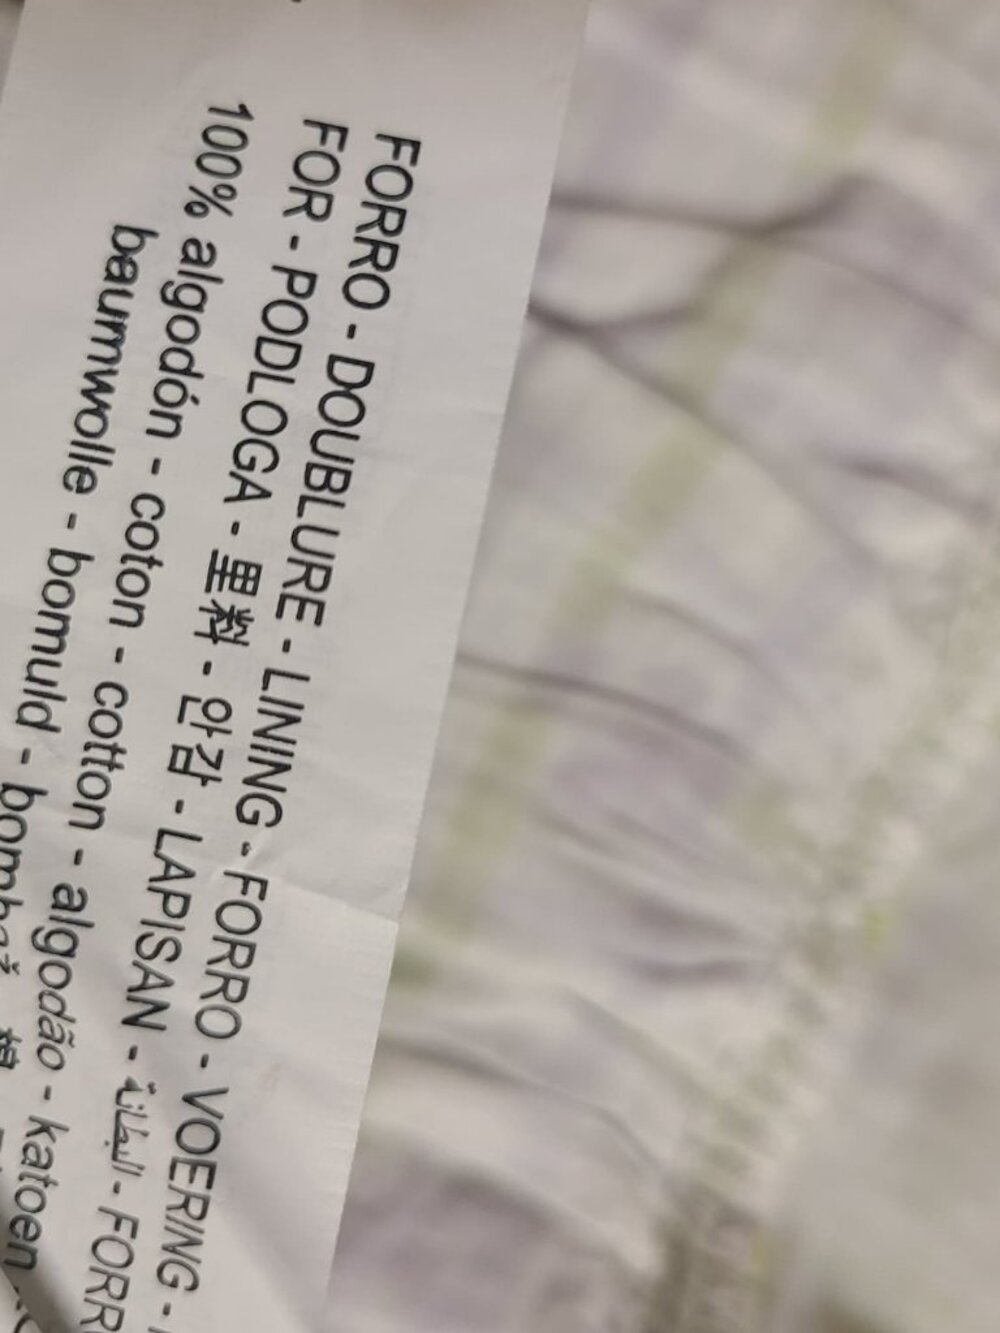 FORRO - DOUBLURE - LINING - FORRO - VOERING -
FOR - PODLOGA - 里料 - 안감 - LAPISAN - البطانة - FORR
100% algodón - coton - cotton - algodão - katoen
baumwolle - bomuld -